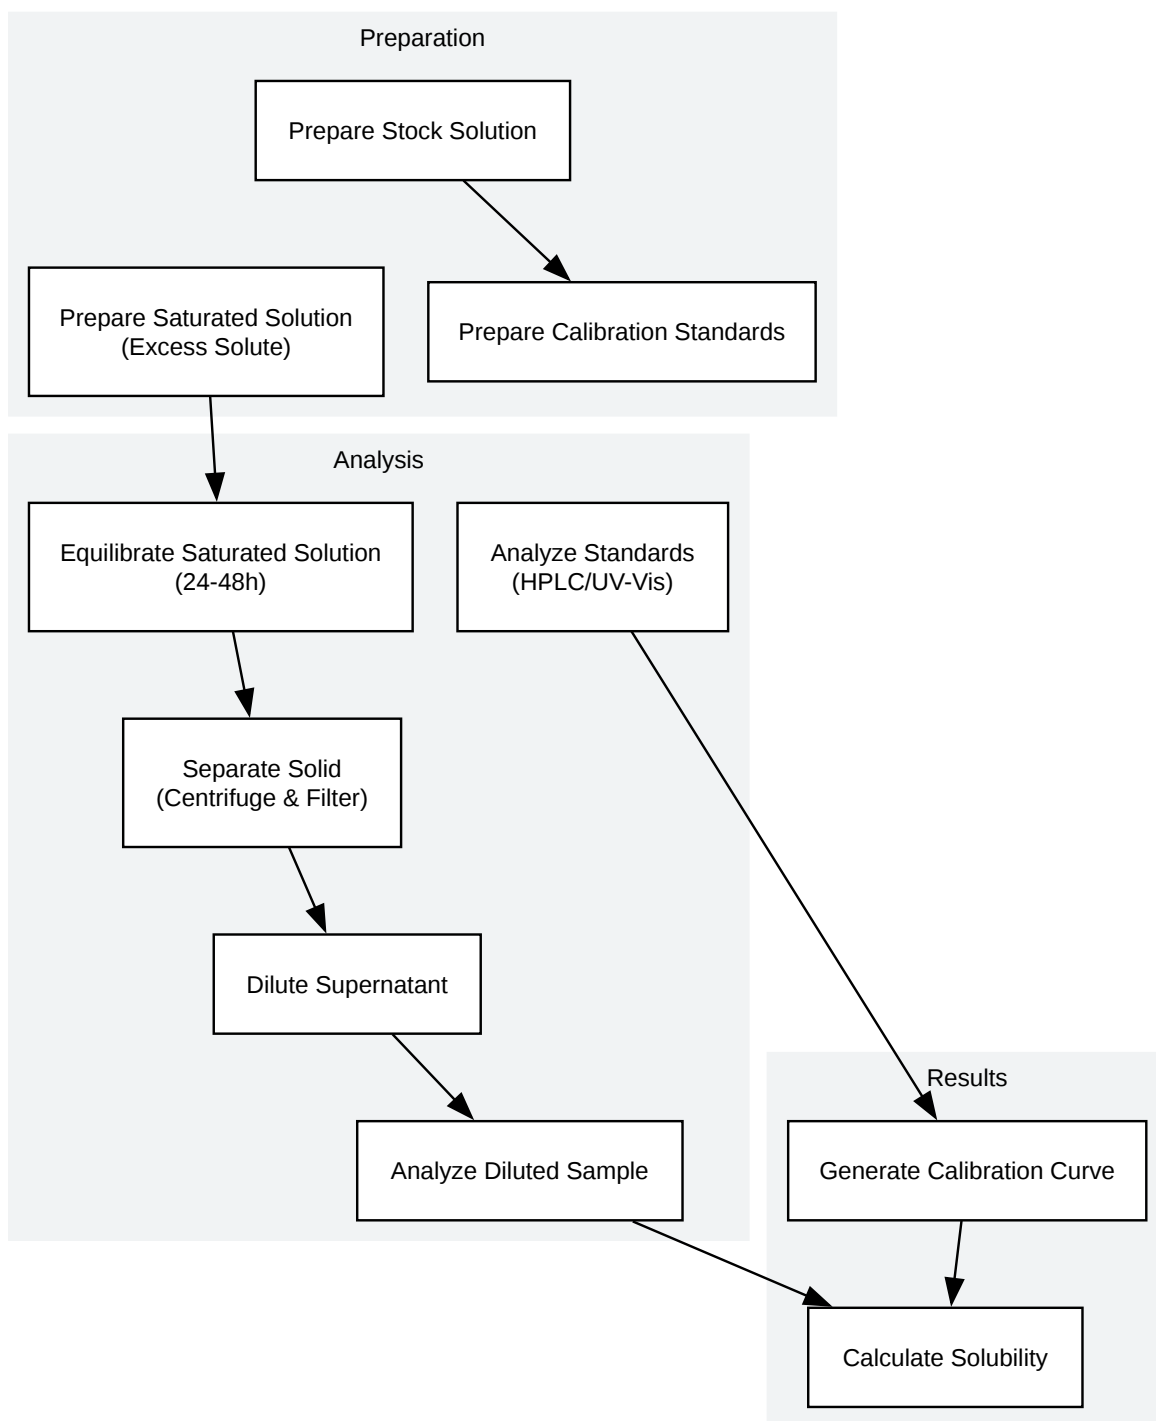 Preparation
Prepare Stock Solution
Prepare Saturated Solution
(Excess Solute)
Prepare Calibration Standards
Analysis
Equilibrate Saturated Solution
(24-48h)
Analyze Standards
(HPLC/UV-Vis)
Separate Solid
(Centrifuge & Filter)
Dilute Supernatant
Analyze Diluted Sample
Results
Generate Calibration Curve
Calculate Solubility